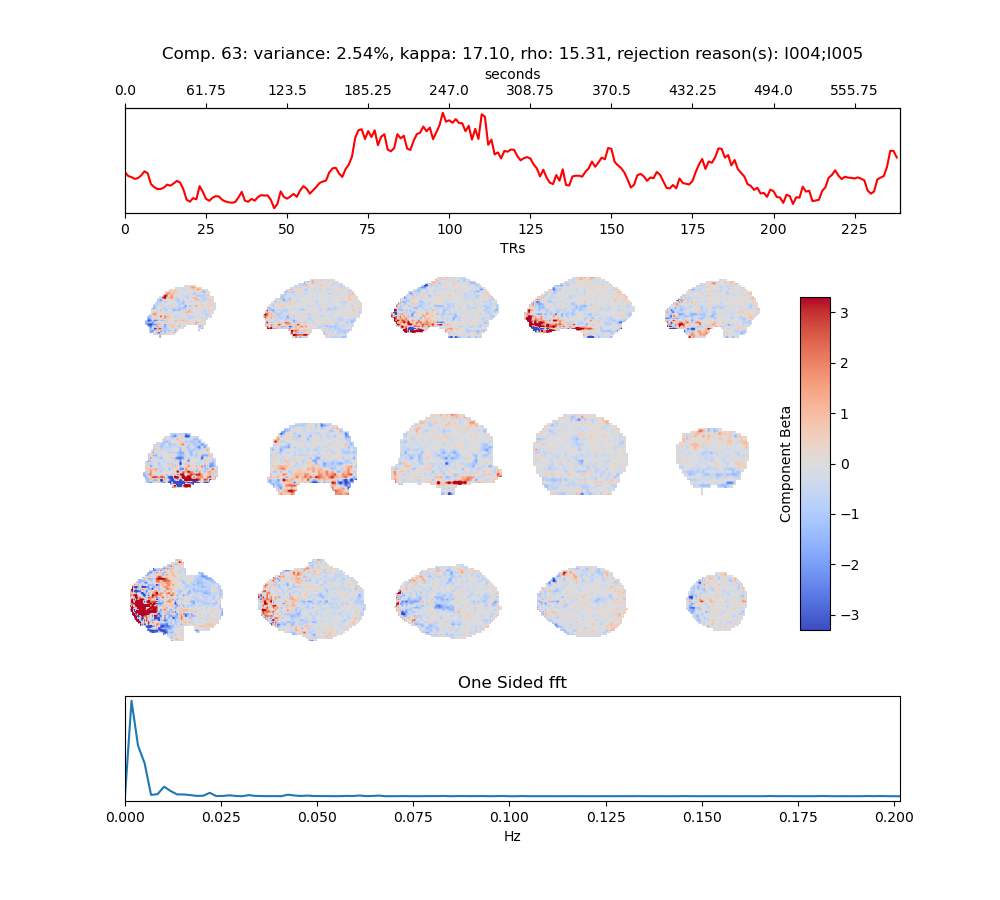 Comp. 63: variance: 2.54%, kappa: 17.10, rho: 15.31, rejection reason(s): I004;I005
seconds
0.0 61.75 123.5 185.25 247.0 308.75 370.5 432.25 494.0 555.75
0 25 50 75 100 125 150 175 200 225
TRs
3
2
1
0
−1
−2
−3
Component Beta
One Sided fft
0.000 0.025 0.050 0.075 0.100 0.125 0.150 0.175 0.200
Hz